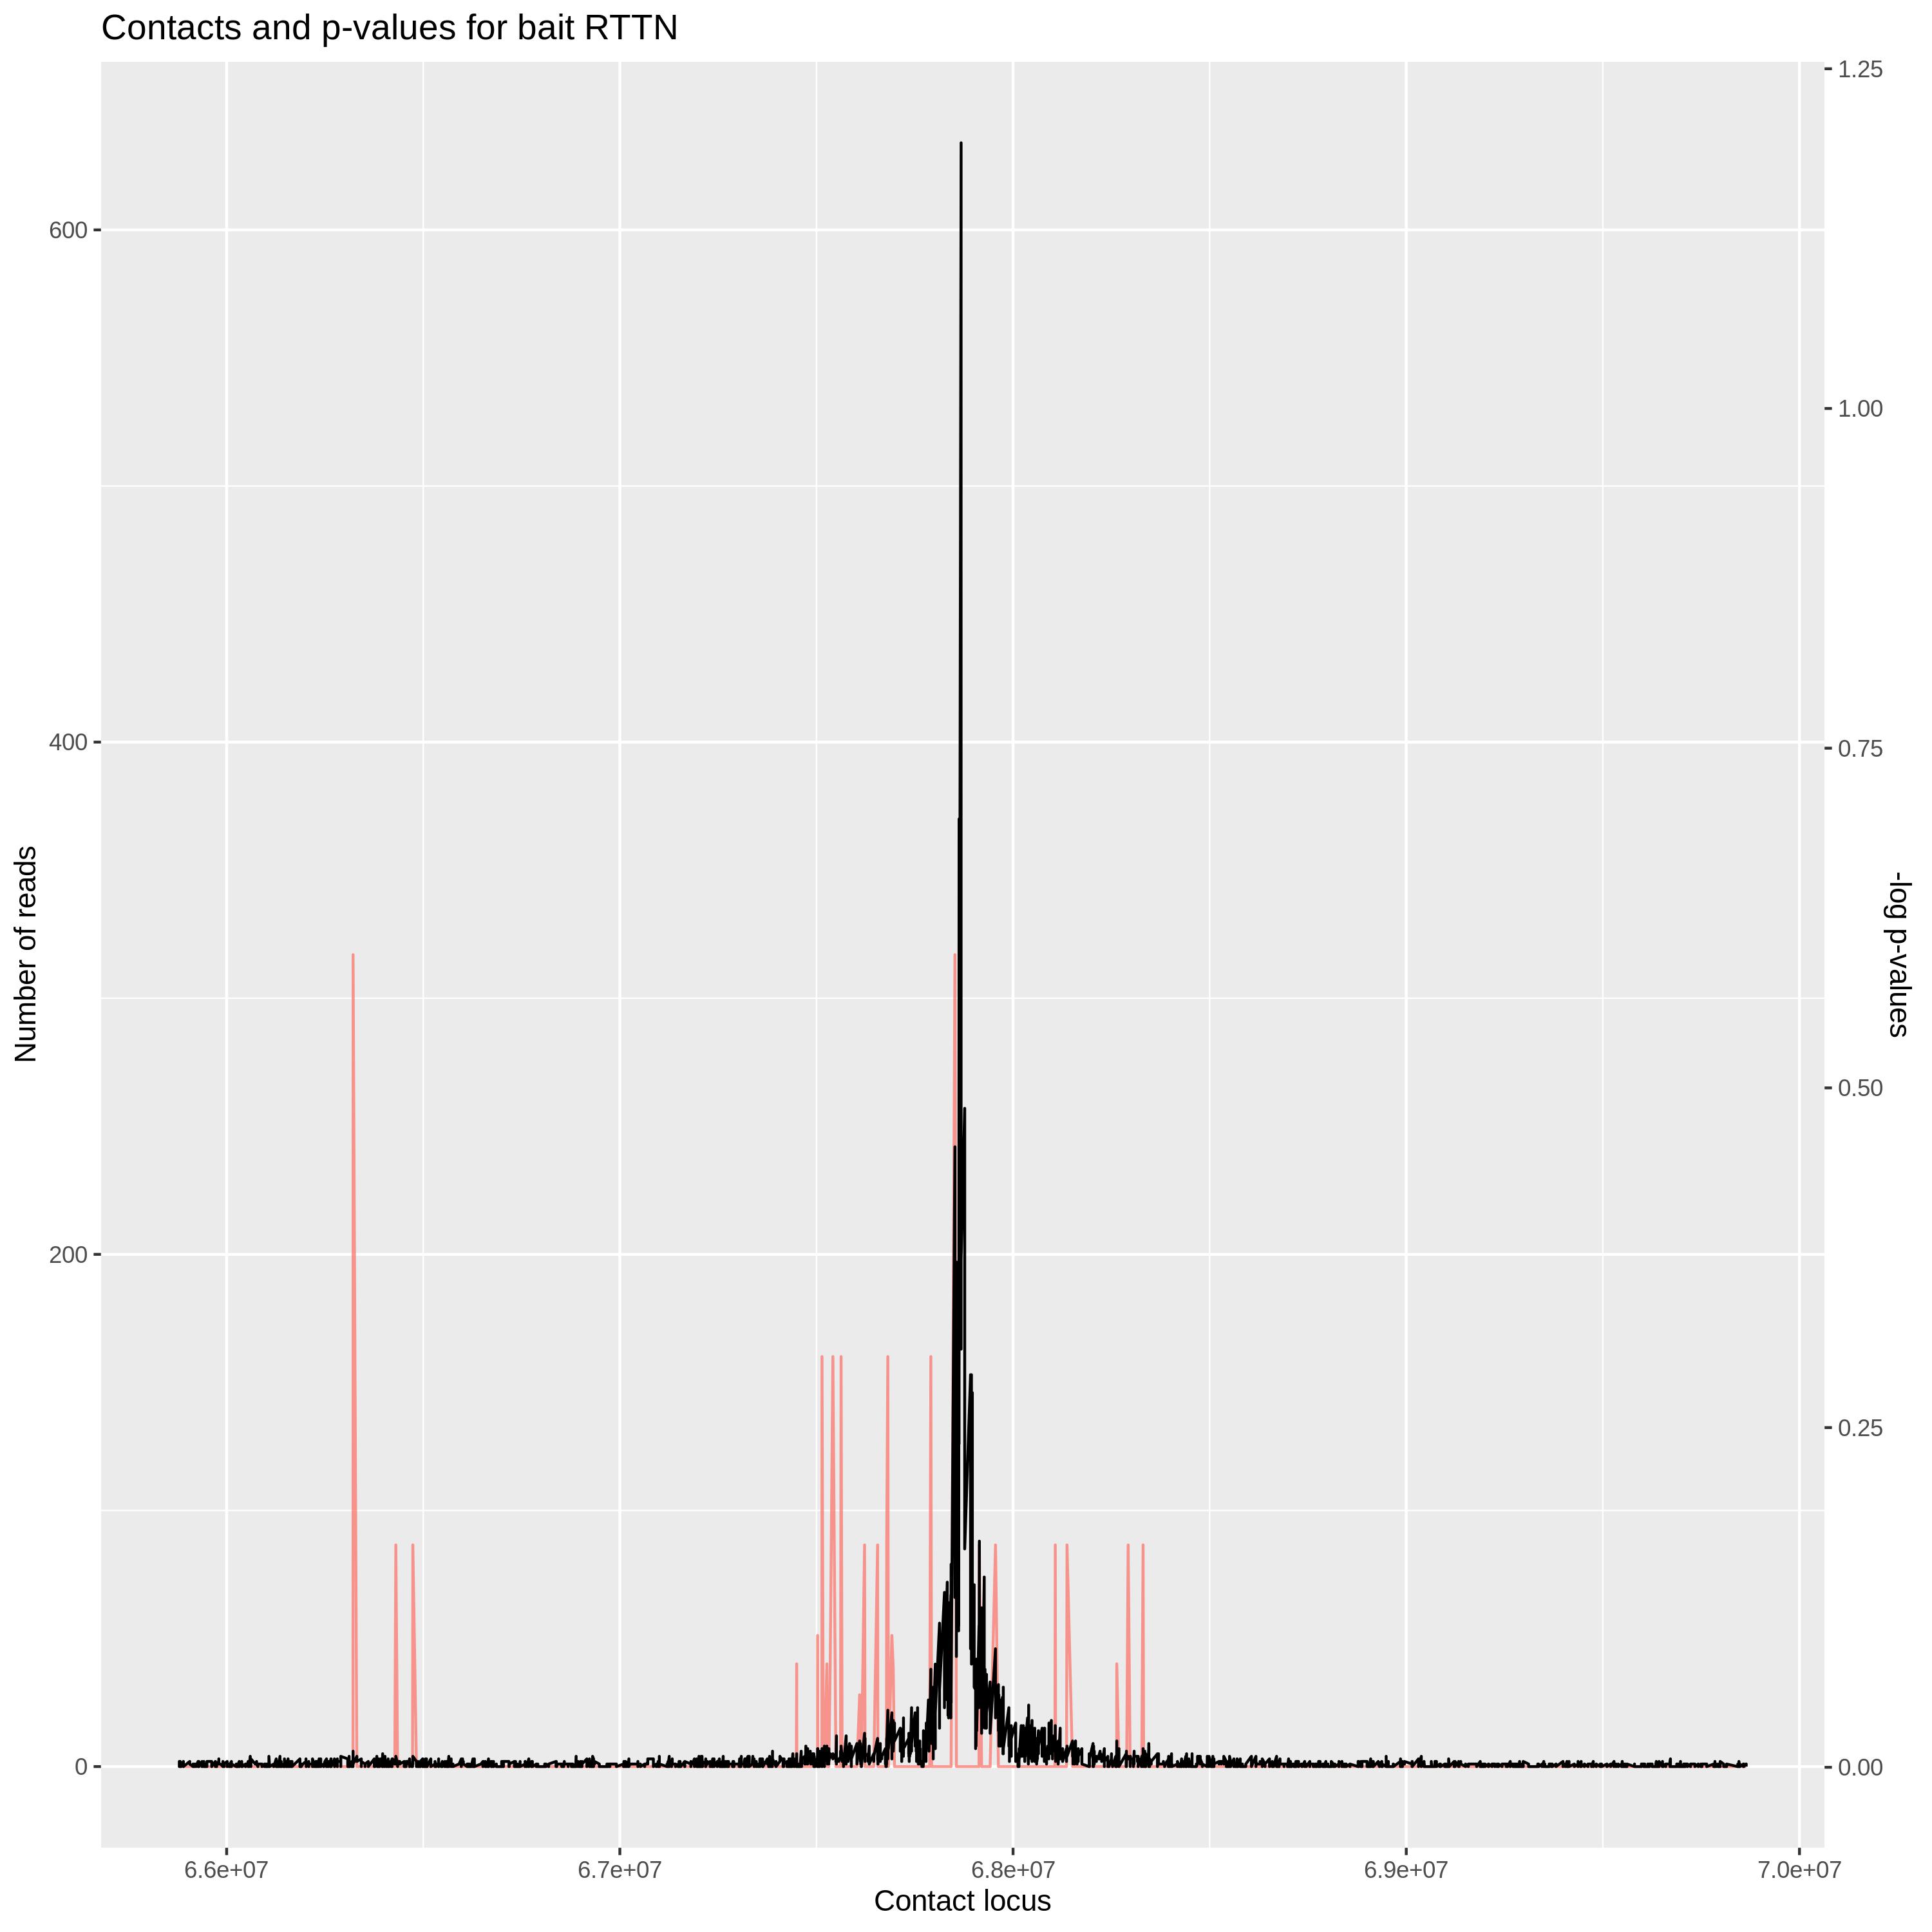 Contacts and p-values for bait RTTN
1.25
600
1.00
400
0.75
Number of reads
-log p-values
0.50
200
0.25
0
0.00
6.6e+07
6.7e+07
6.8e+07
6.9e+07
7.0e+07
Contact locus